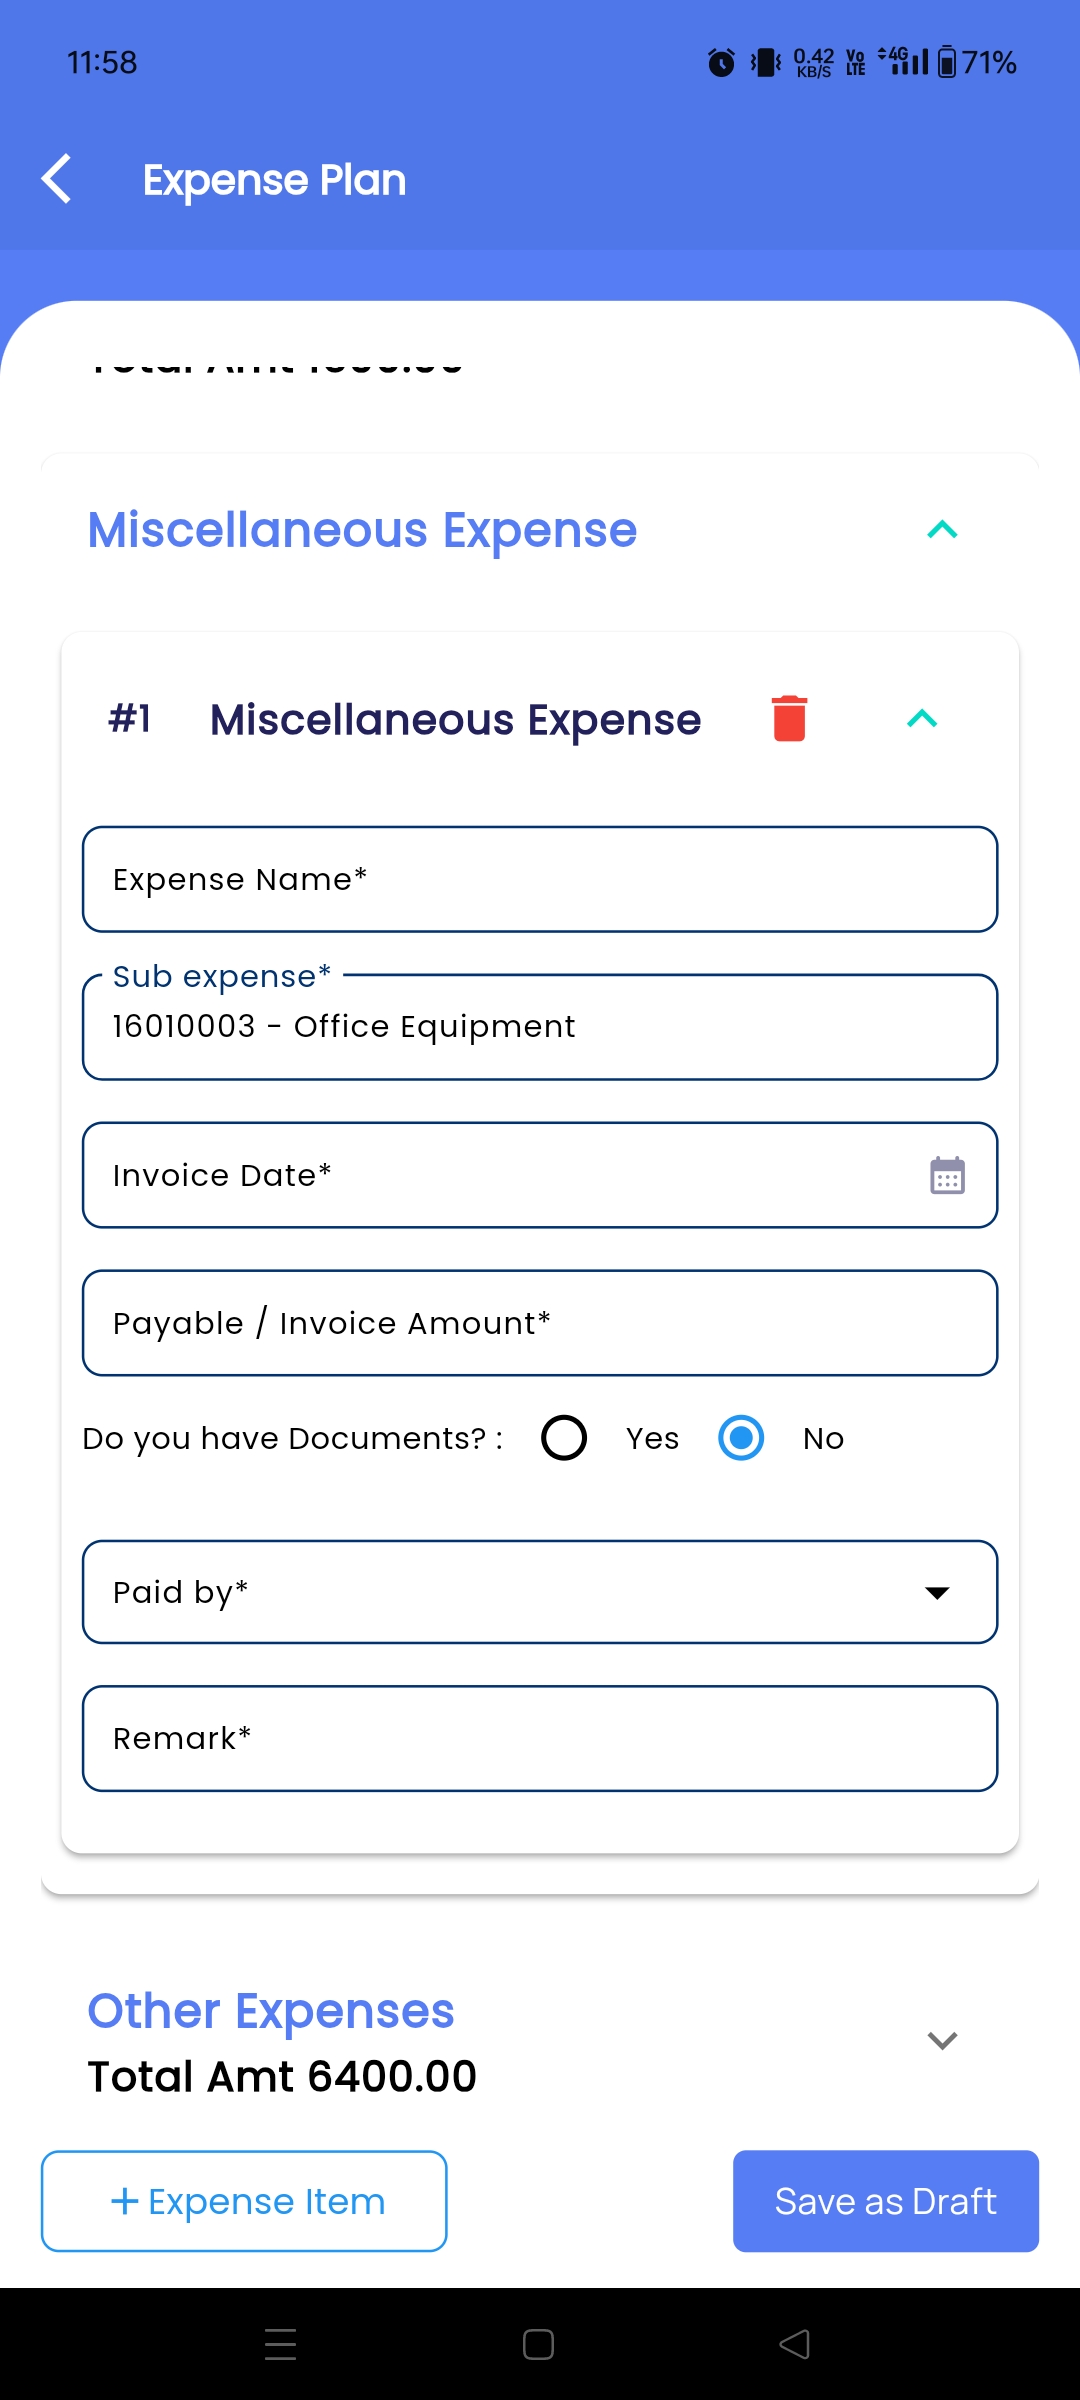 11:58
0.42 KB/S Vo LTE 4G 71%
Expense Plan
Total Amt
Miscellaneous Expense
#1 Miscellaneous Expense
Expense Name*
Sub expense*
16010003 - Office Equipment
Invoice Date*
Payable / Invoice Amount*
Do you have Documents? : Yes No
Paid by*
Remark*
Other Expenses
Total Amt 6400.00
+ Expense Item
Save as Draft